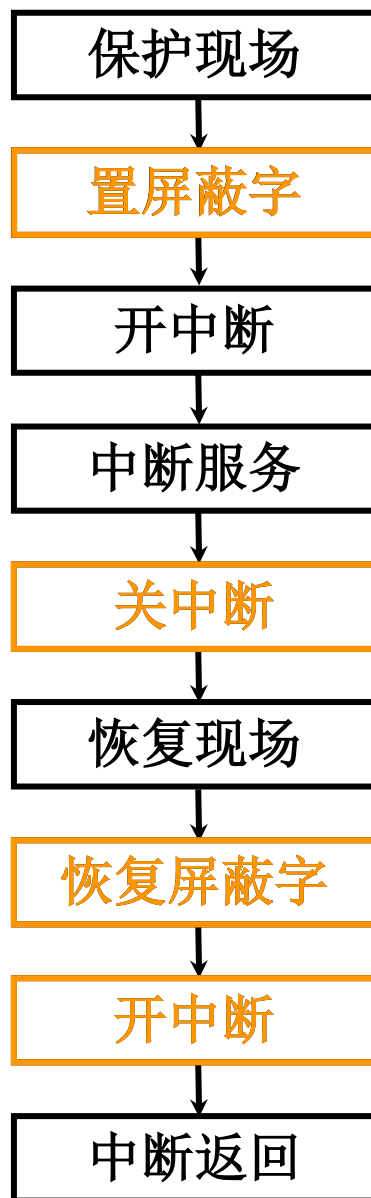 保护现场
置屏蔽字
开中断
中断服务
关中断
恢复现场
恢复屏蔽字
开中断
中断返回